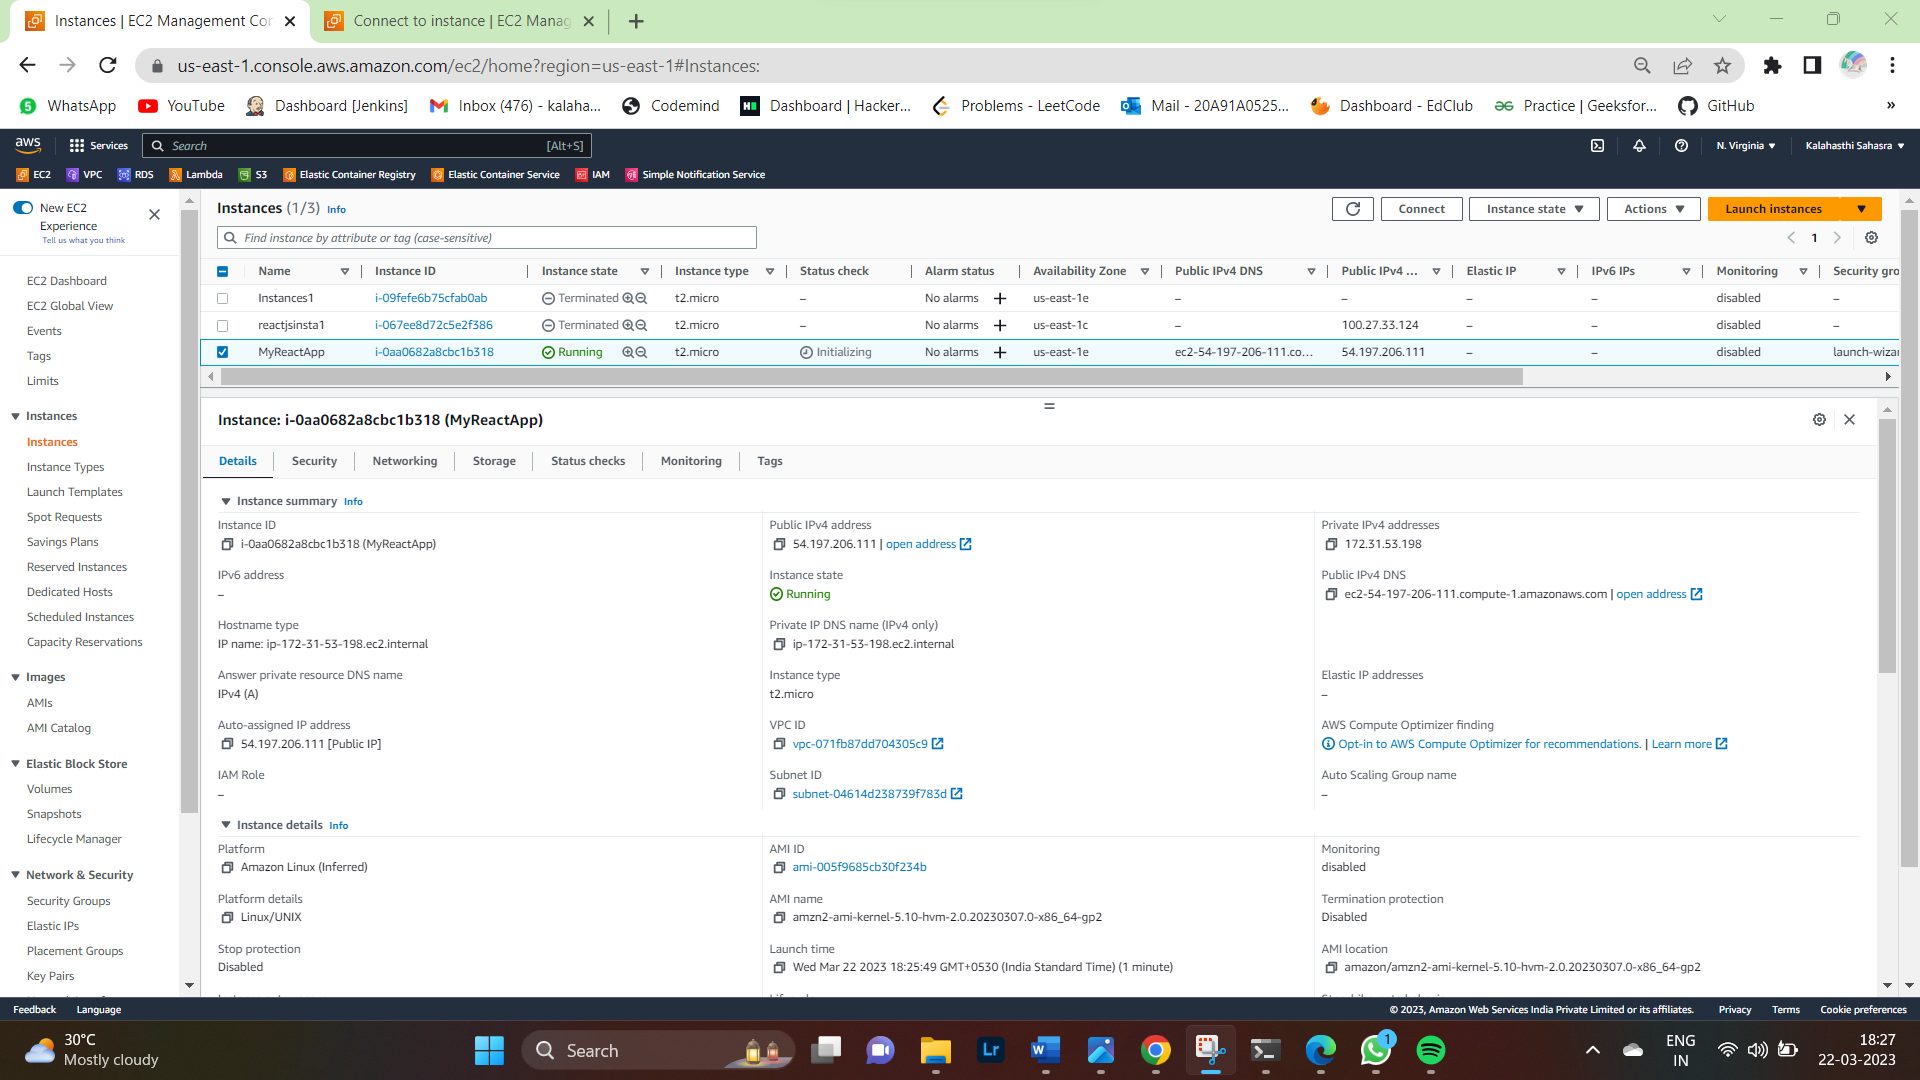 Instances | EC2 Management Con
Connect to instance | EC2 Manag
us-east-1.console.aws.amazon.com/ec2/home?region=us-east-1#Instances:
WhatsApp YouTube Dashboard [Jenkins] Inbox (476) - kalaha... Codemind Dashboard | Hacker... Problems - LeetCode Mail - 20A91A0525... Dashboard - EdClub Practice | Geeksfor... GitHub »
aws Services Search [Alt+S] N. Virginia Kalahasthi Sahasra
EC2 VPC RDS Lambda S3 Elastic Container Registry Elastic Container Service IAM Simple Notification Service
New EC2
Experience
Tell us what you think
EC2 Dashboard
EC2 Global View
Events
Tags
Limits
Instances
Instances
Instance Types
Launch Templates
Spot Requests
Savings Plans
Reserved Instances
Dedicated Hosts
Scheduled Instances
Capacity Reservations
Images
AMIs
AMI Catalog
Elastic Block Store
Volumes
Snapshots
Lifecycle Manager
Network & Security
Security Groups
Elastic IPs
Placement Groups
Key Pairs
Instances (1/3) Info Connect Instance state Actions Launch instances
Find instance by attribute or tag (case-sensitive) 1
Name Instance ID Instance state Instance type Status check Alarm status Availability Zone Public IPv4 DNS Public IPv4 ... Elastic IP IPv6 IPs Monitoring Security gro
Instances1 i-09fefe6b75cfab0ab Terminated t2.micro – No alarms us-east-1e – – – – disabled –
reactjsinsta1 i-067ee8d72c5e2f386 Terminated t2.micro – No alarms us-east-1c – 100.27.33.124 – – disabled –
MyReactApp i-0aa0682a8cbc1b318 Running t2.micro Initializing No alarms us-east-1e ec2-54-197-206-111.co... 54.197.206.111 – – disabled launch-wizar
Instance: i-0aa0682a8cbc1b318 (MyReactApp)
Details Security Networking Storage Status checks Monitoring Tags
Instance summary Info
Instance ID
i-0aa0682a8cbc1b318 (MyReactApp)
Public IPv4 address
54.197.206.111 | open address
Private IPv4 addresses
172.31.53.198
IPv6 address
–
Instance state
Running
Public IPv4 DNS
ec2-54-197-206-111.compute-1.amazonaws.com | open address
Hostname type
IP name: ip-172-31-53-198.ec2.internal
Private IP DNS name (IPv4 only)
ip-172-31-53-198.ec2.internal
Answer private resource DNS name
IPv4 (A)
Instance type
t2.micro
Elastic IP addresses
–
Auto-assigned IP address
54.197.206.111 [Public IP]
VPC ID
vpc-071fb87dd704305c9
AWS Compute Optimizer finding
Opt-in to AWS Compute Optimizer for recommendations. | Learn more
IAM Role
–
Subnet ID
subnet-04614d238739f783d
Auto Scaling Group name
–
Instance details Info
Platform
Amazon Linux (Inferred)
AMI ID
ami-005f9685cb30f234b
Monitoring
disabled
Platform details
Linux/UNIX
AMI name
amzn2-ami-kernel-5.10-hvm-2.0.20230307.0-x86_64-gp2
Termination protection
Disabled
Stop protection
Disabled
Launch time
Wed Mar 22 2023 18:25:49 GMT+0530 (India Standard Time) (1 minute)
AMI location
amazon/amzn2-ami-kernel-5.10-hvm-2.0.20230307.0-x86_64-gp2
Feedback Language © 2023, Amazon Web Services India Private Limited or its affiliates. Privacy Terms Cookie preferences
30°C
Mostly cloudy
Search
Lr
1
ENG
IN
18:27
22-03-2023